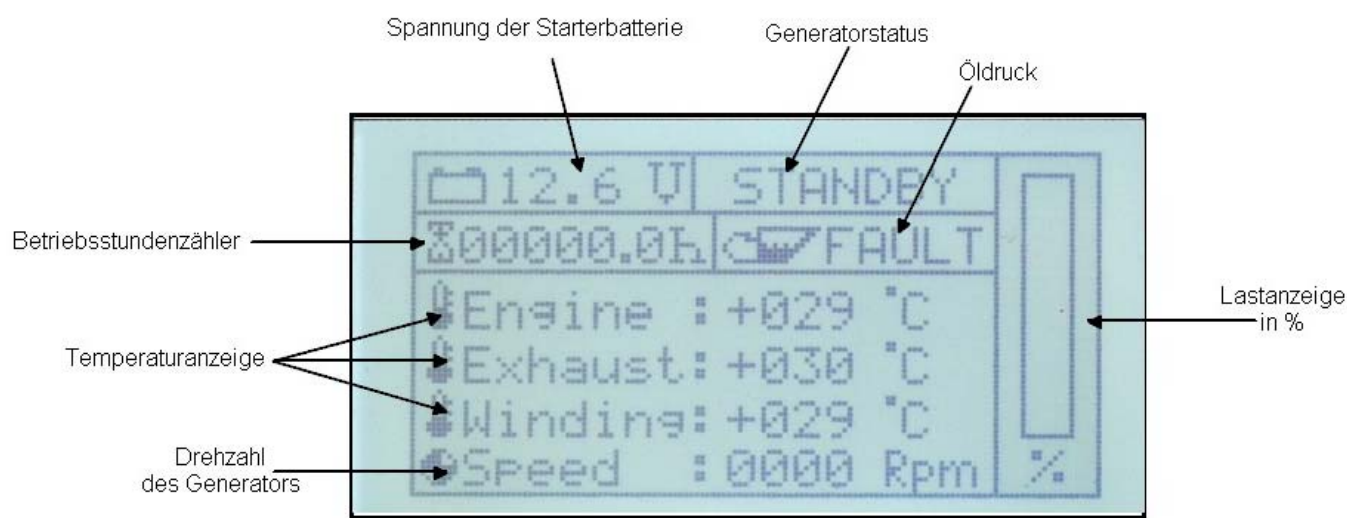 Spannung der Starterbatterie
Generatorstatus
Öldruck
12.6 V
STANDBY
Betriebsstundenzähler
00000.0h
FAULT
Engine : +029 °C
Lastanzeige
in %
Temperaturanzeige
Exhaust: +030 °C
Winding: +029 °C
Drehzahl
des Generators
Speed : 0000 Rpm
%